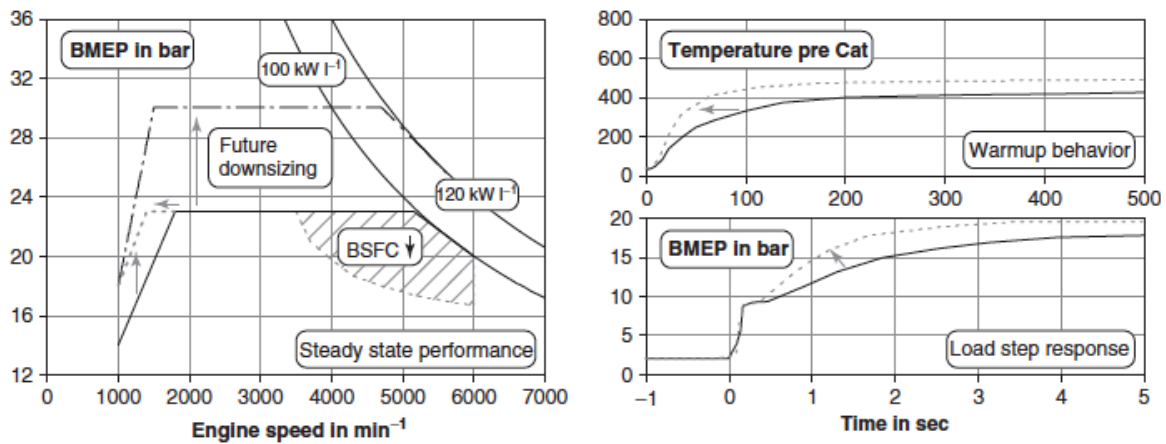 36
32
28
24
20
16
12
BMEP in bar
100 kW l⁻¹
Future
downsizing
120 kW l⁻¹
BSFC
Steady state performance
0 1000 2000 3000 4000 5000 6000 7000
Engine speed in min⁻¹
800
600
400
200
0
Temperature pre Cat
Warmup behavior
0 100 200 300 400 500
20
15
10
5
0
BMEP in bar
Load step response
−1 0 1 2 3 4 5
Time in sec